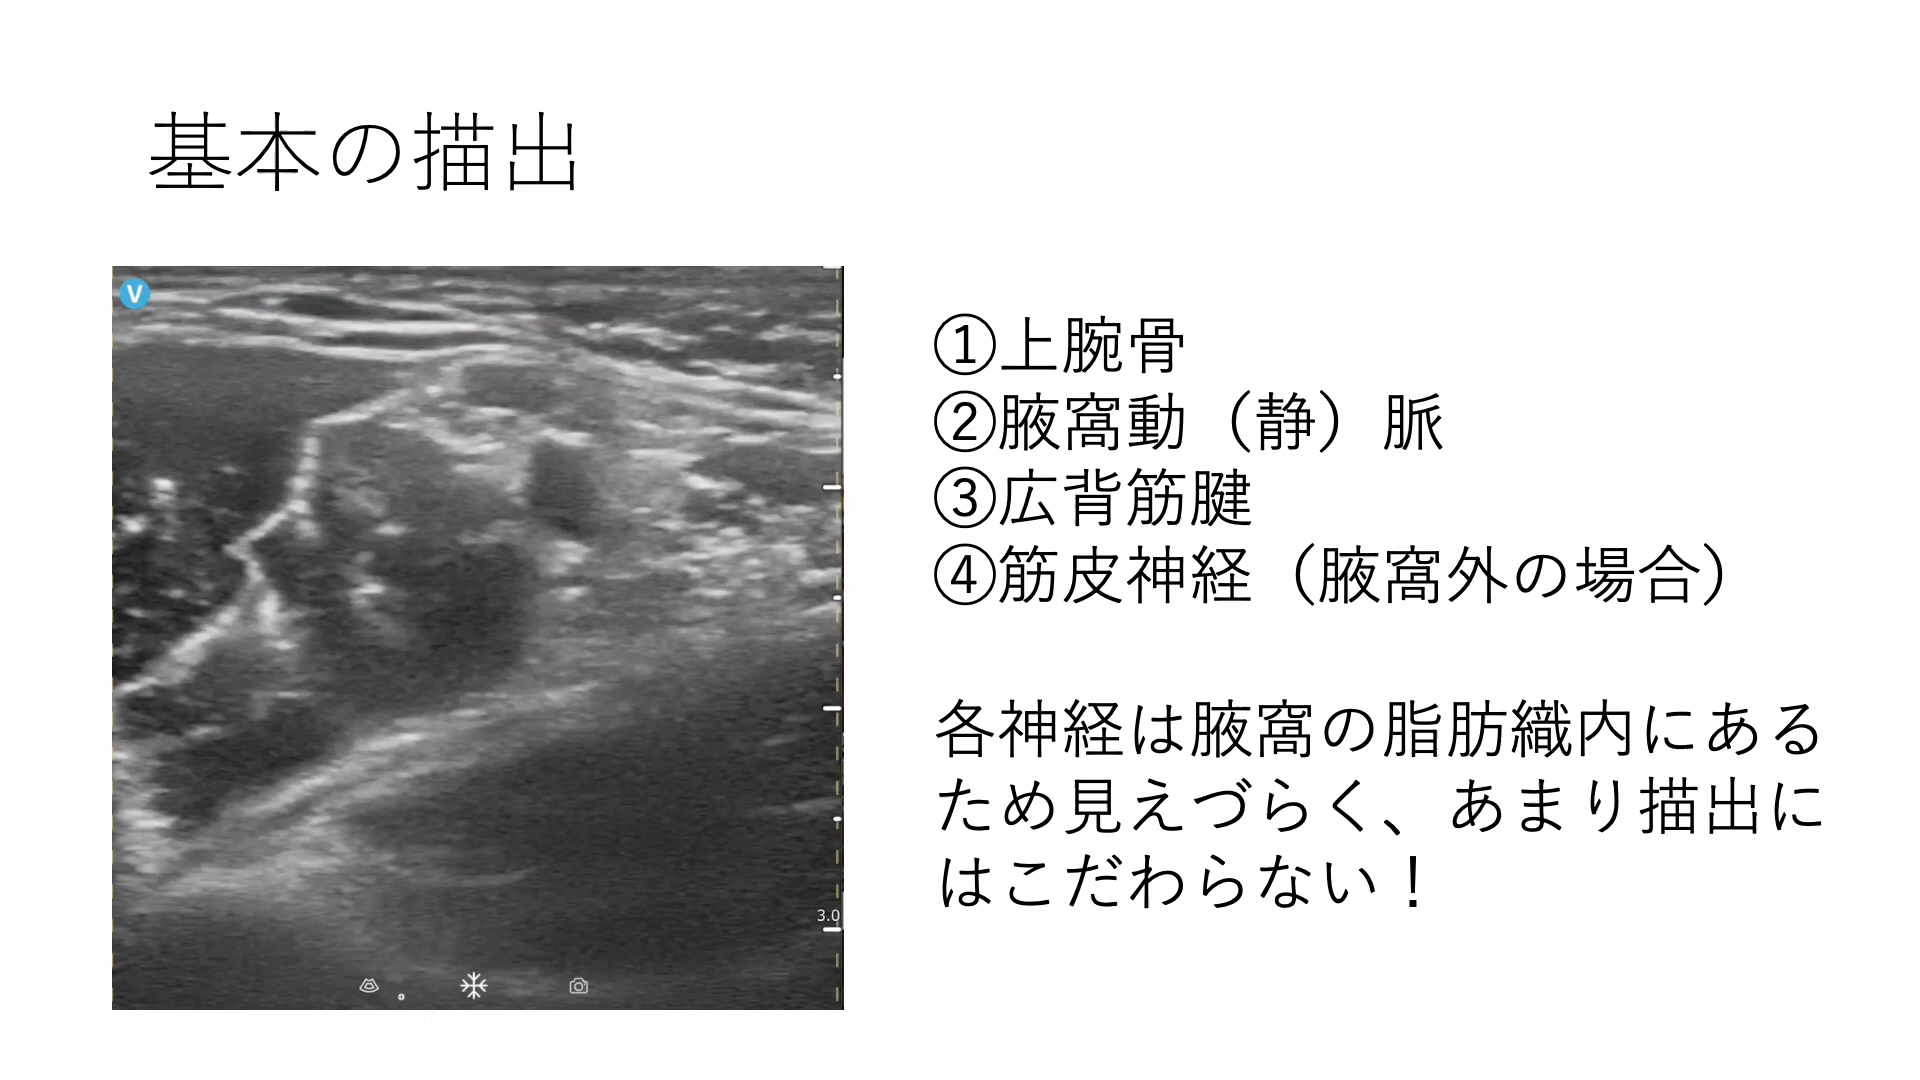 基本の描出
V
①上腕骨
②腋窩動（静）脈
③広背筋腱
④筋皮神経（腋窩外の場合）
各神経は腋窩の脂肪織内にある
ため見えづらく、あまり描出に
はこだわらない！
3.0